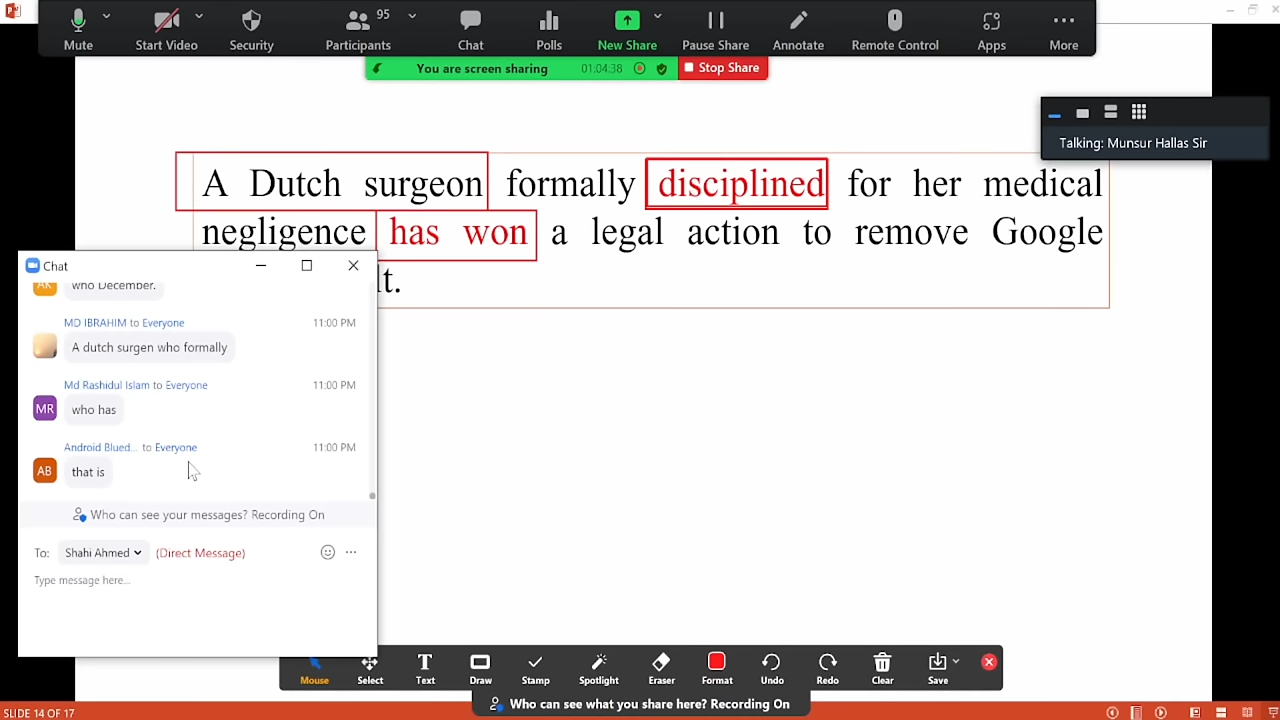 Mute
Start Video
Security
Participants
95
Chat
Polls
New Share
Pause Share
Annotate
Remote Control
Apps
More
You are screen sharing
01:04:38
Stop Share
Talking: Munsur Hallas Sir
A Dutch surgeon formally disciplined for her medical
negligence has won a legal action to remove Google
lt.
Chat
AK
who December.
MD IBRAHIM to Everyone 11:00 PM
A dutch surgen who formally
Md Rashidul Islam to Everyone 11:00 PM
MR
who has
Android Blued... to Everyone 11:00 PM
AB
that is
Who can see your messages? Recording On
To: Shahi Ahmed (Direct Message)
Type message here...
Mouse
Select
Text
Draw
Stamp
Spotlight
Eraser
Format
Undo
Redo
Clear
Save
Who can see what you share here? Recording On
SLIDE 14 OF 17